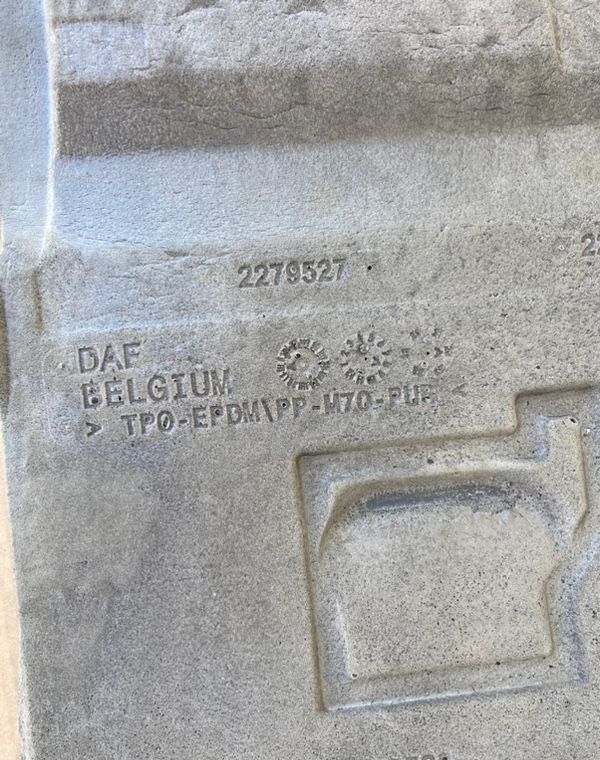 2279527
DAF
BELGIUM
> TPO-EPDM\PP-M70-PUR <